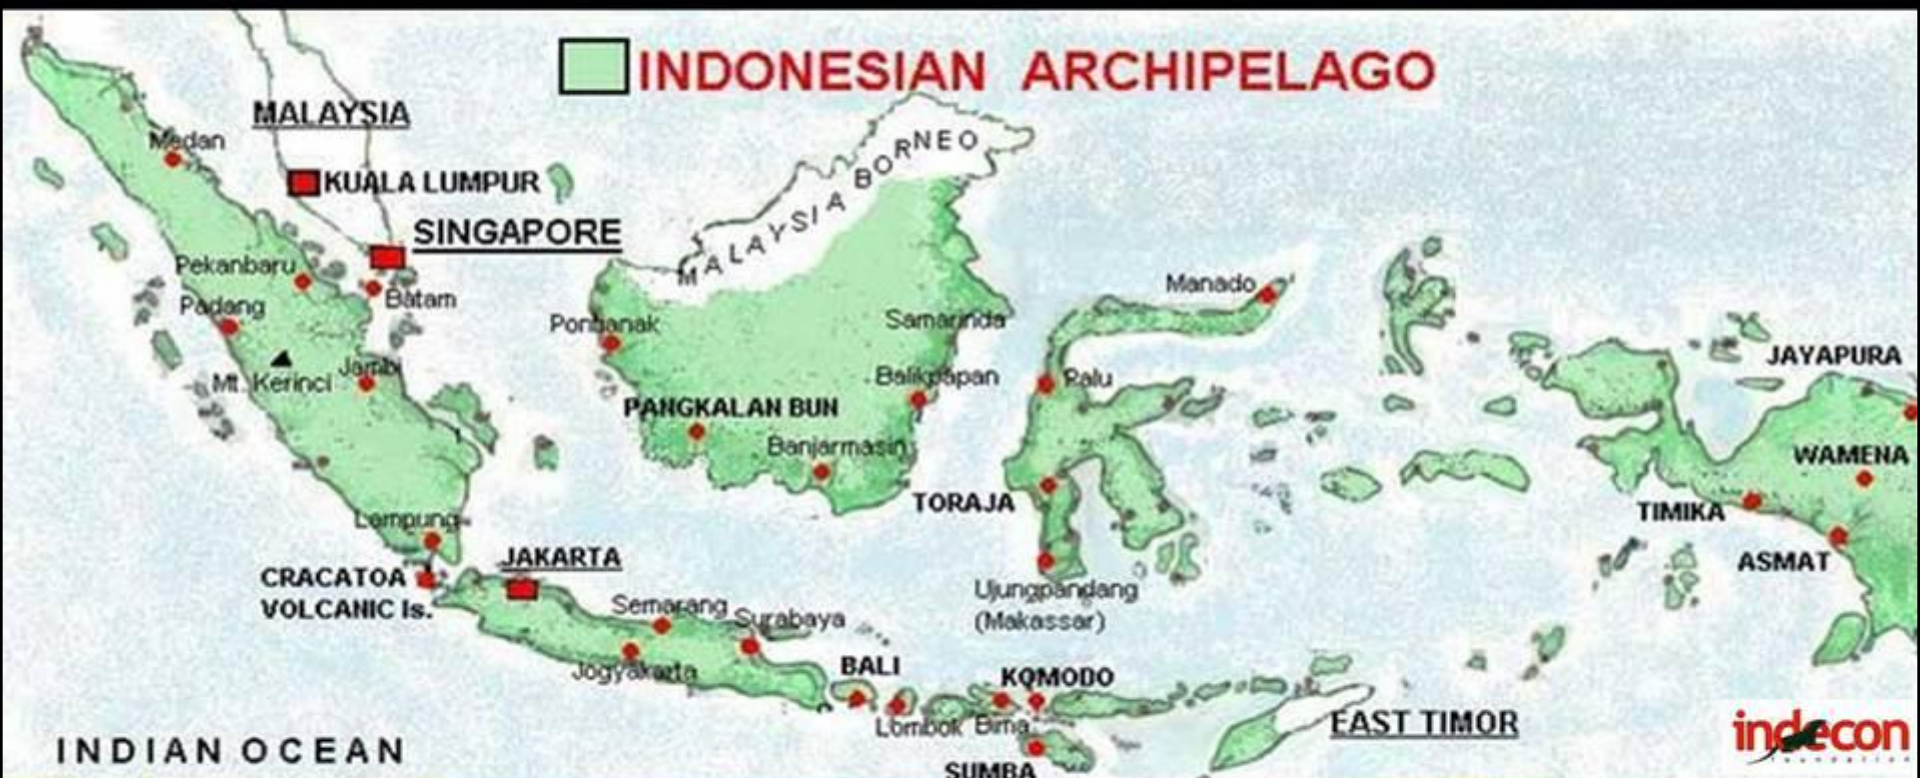 INDONESIAN ARCHIPELAGO
MALAYSIA
Medan
KUALA LUMPUR
SINGAPORE
MALAYSIA BORNEO
Pekanbaru
Batam
Padang
Mt. Kerinci
Jambi
Pontianak
Samarinda
Manado
Balikpapan
Palu
PANGKALAN BUN
Banjarmasin
TORAJA
JAYAPURA
WAMENA
TIMIKA
ASMAT
Lampung
CRACATOA
VOLCANIC Is.
JAKARTA
Semarang
Surabaya
Jogyakarta
Ujungpandang
(Makassar)
BALI
KOMODO
Lombok
Bima
EAST TIMOR
SUMBA
INDIAN OCEAN
indecon